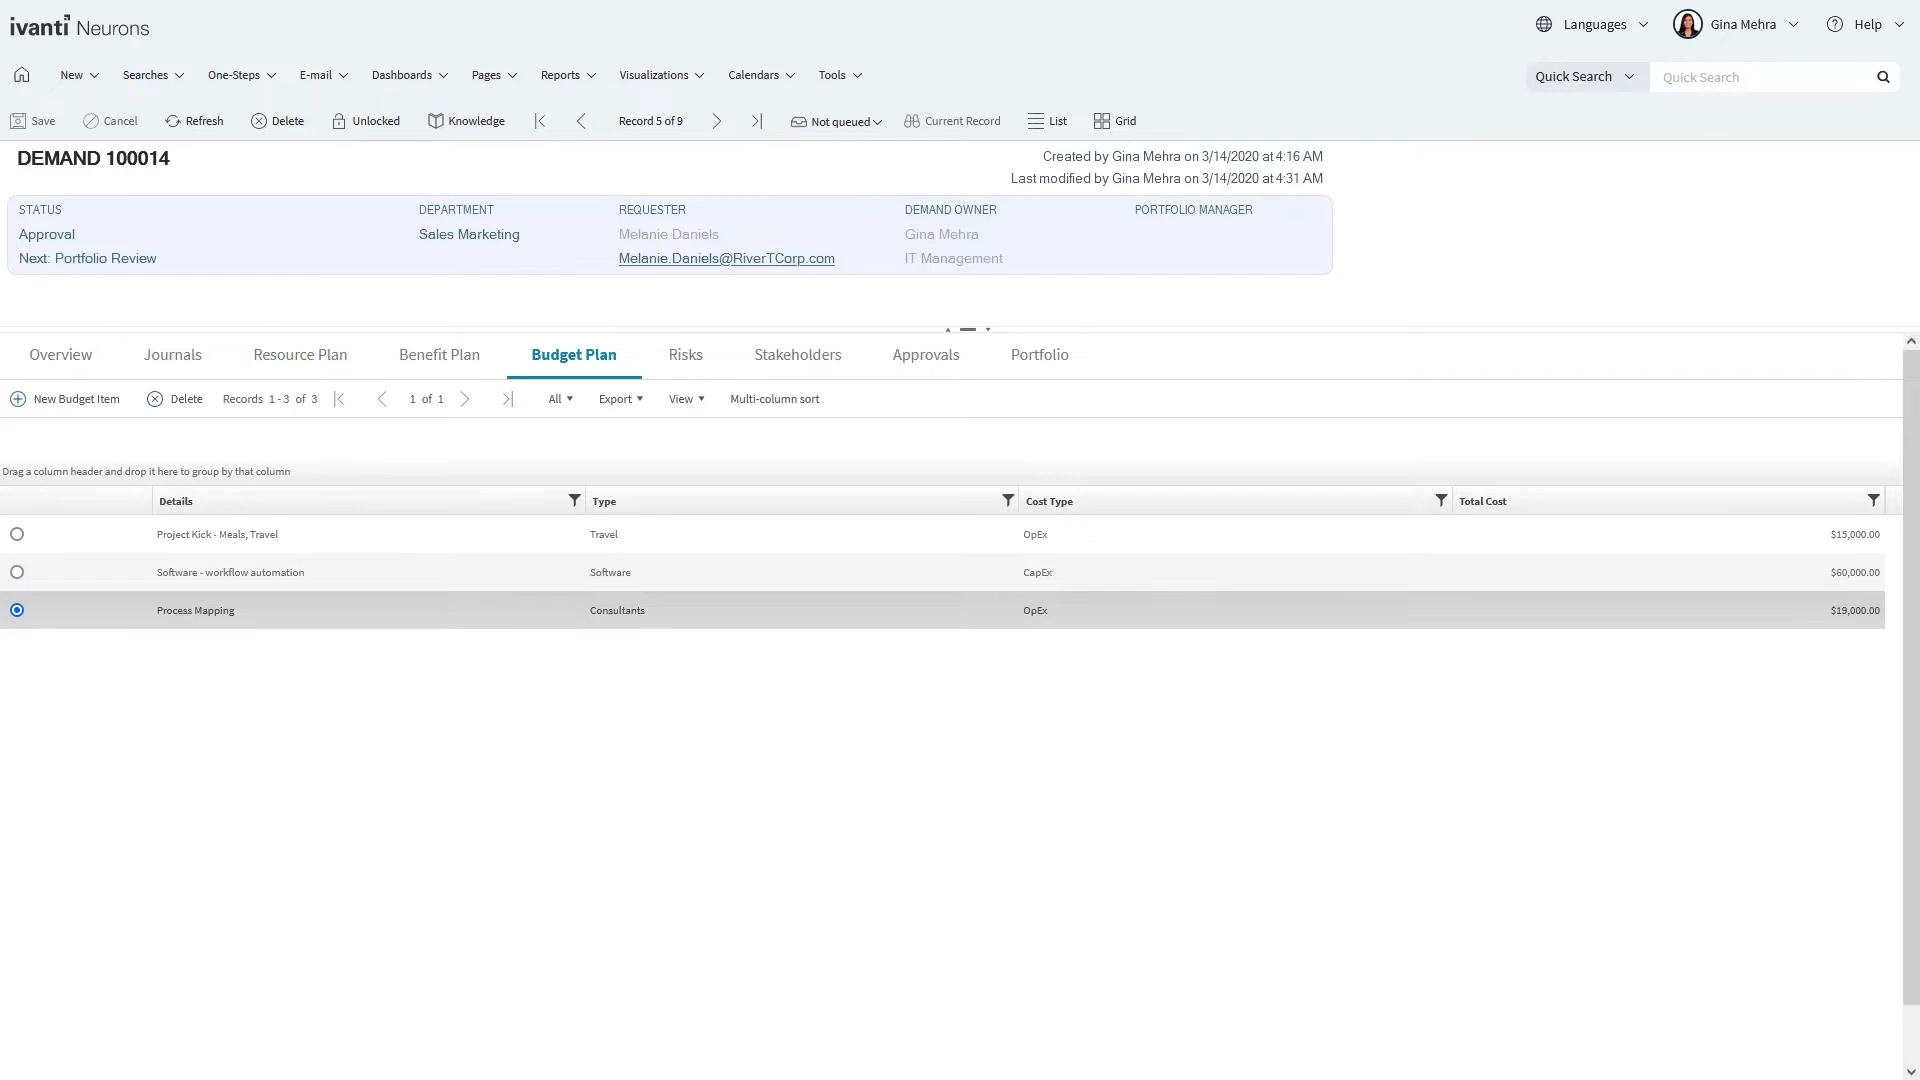 ivanti Neurons
Languages Gina Mehra Help
New Searches One-Steps E-mail Dashboards Pages Reports Visualizations Calendars Tools Quick Search Quick Search
Save Cancel Refresh Delete Unlocked Knowledge Record 5 of 9 Not queued Current Record List Grid
DEMAND 100014
Created by Gina Mehra on 3/14/2020 at 4:16 AM
Last modified by Gina Mehra on 3/14/2020 at 4:31 AM
STATUS DEPARTMENT REQUESTER DEMAND OWNER PORTFOLIO MANAGER
Approval Sales Marketing Melanie Daniels Gina Mehra
Next: Portfolio Review Melanie.Daniels@RiverTCorp.com IT Management
Overview Journals Resource Plan Benefit Plan Budget Plan Risks Stakeholders Approvals Portfolio
New Budget Item Delete Records 1 - 3 of 3 1 of 1 All Export View Multi-column sort
Drag a column header and drop it here to group by that column
Details Type Cost Type Total Cost
Project Kick - Meals, Travel Travel OpEx $15,000.00
Software - workflow automation Software CapEx $60,000.00
Process Mapping Consultants OpEx $19,000.00